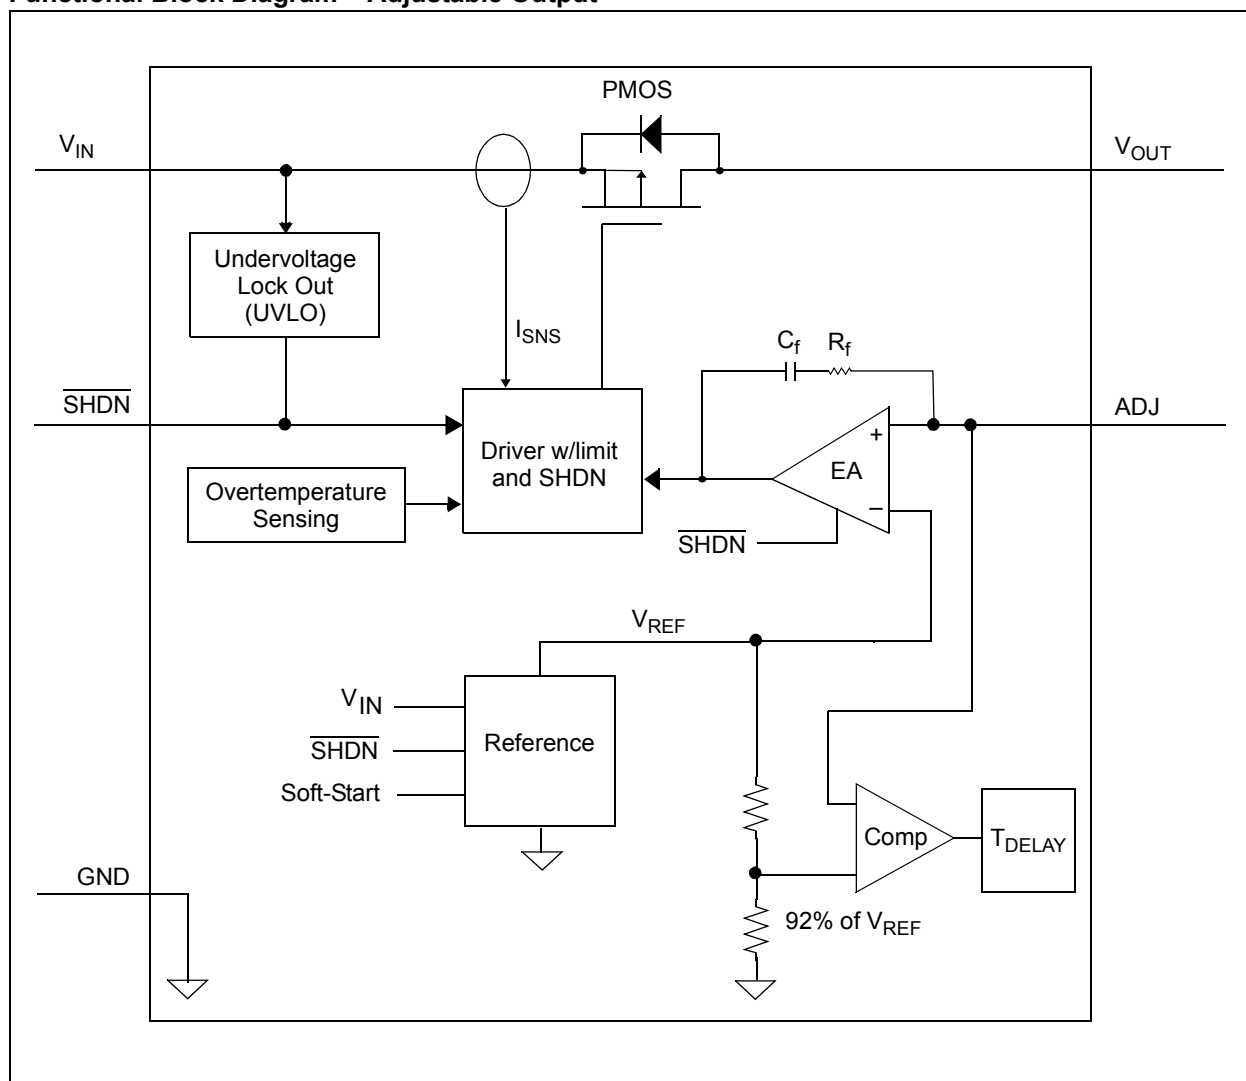 Functional Block Diagram – Adjustable Output
PMOS
VIN
VOUT
Undervoltage
Lock Out
(UVLO)
ISNS
Cf
Rf
SHDN
ADJ
Driver w/limit
and SHDN
+
EA
–
Overtemperature
Sensing
SHDN
VREF
VIN
SHDN
Soft-Start
Reference
Comp
TDELAY
GND
92% of VREF